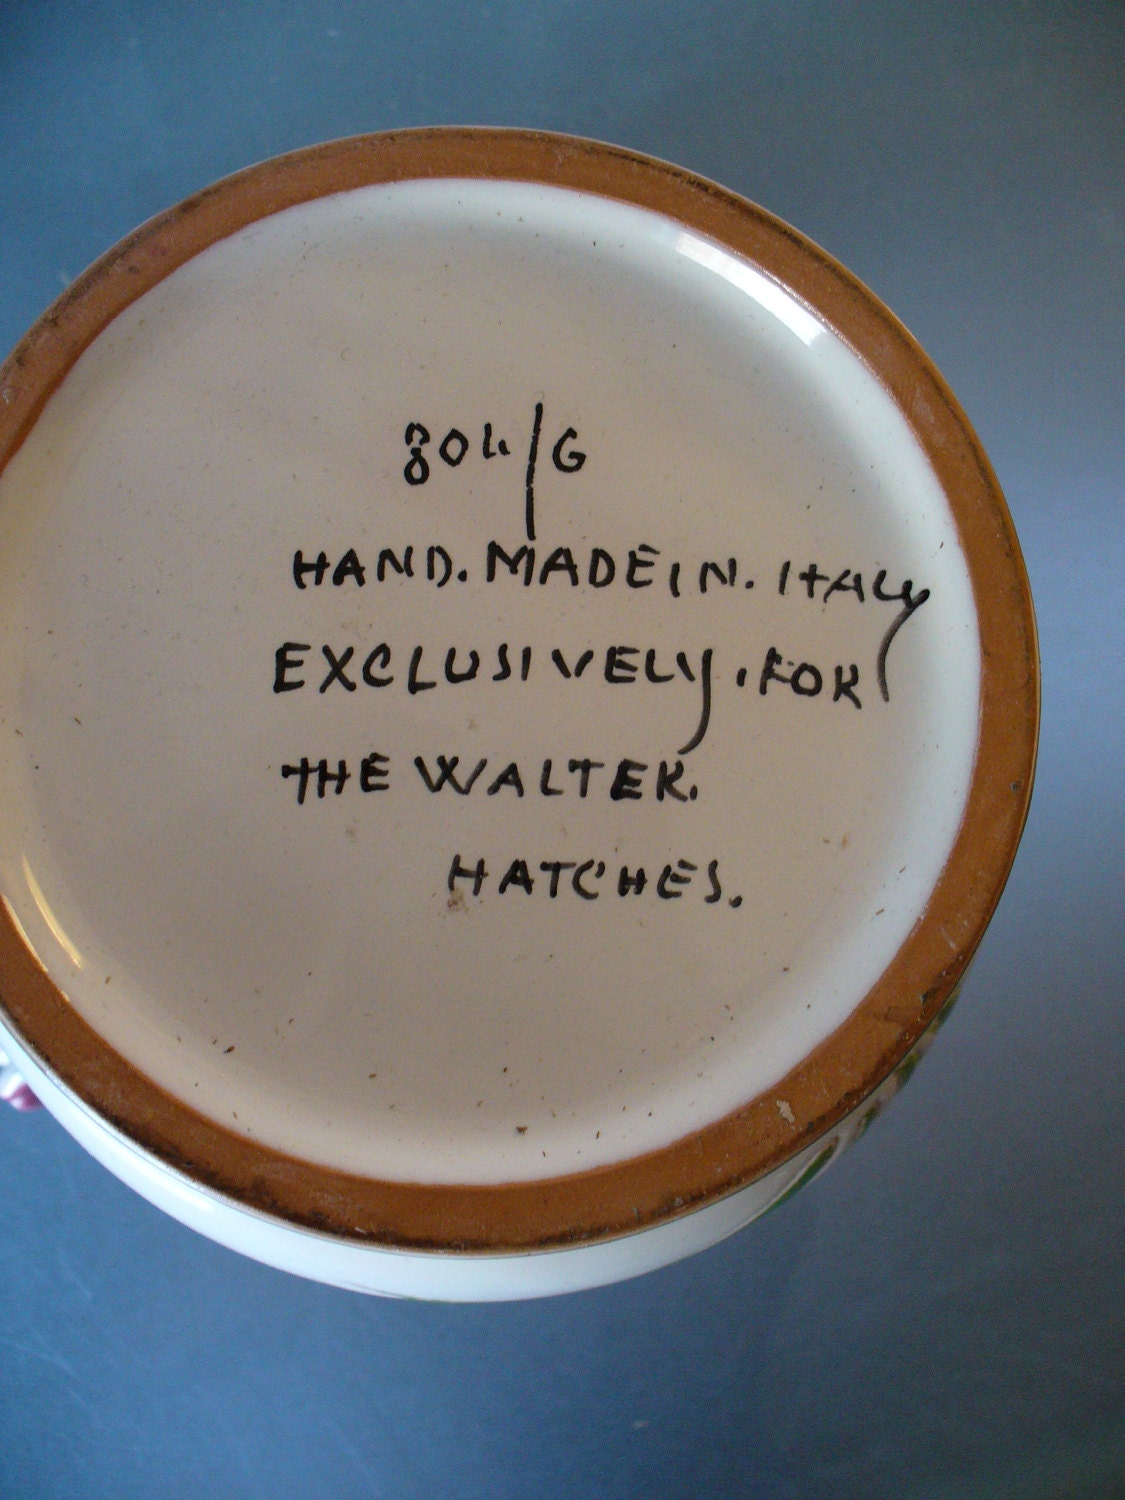 804/G
HAND. MADE IN. ITALY
EXCLUSIVELY. FOR
THE WALTER.
HATCHES.